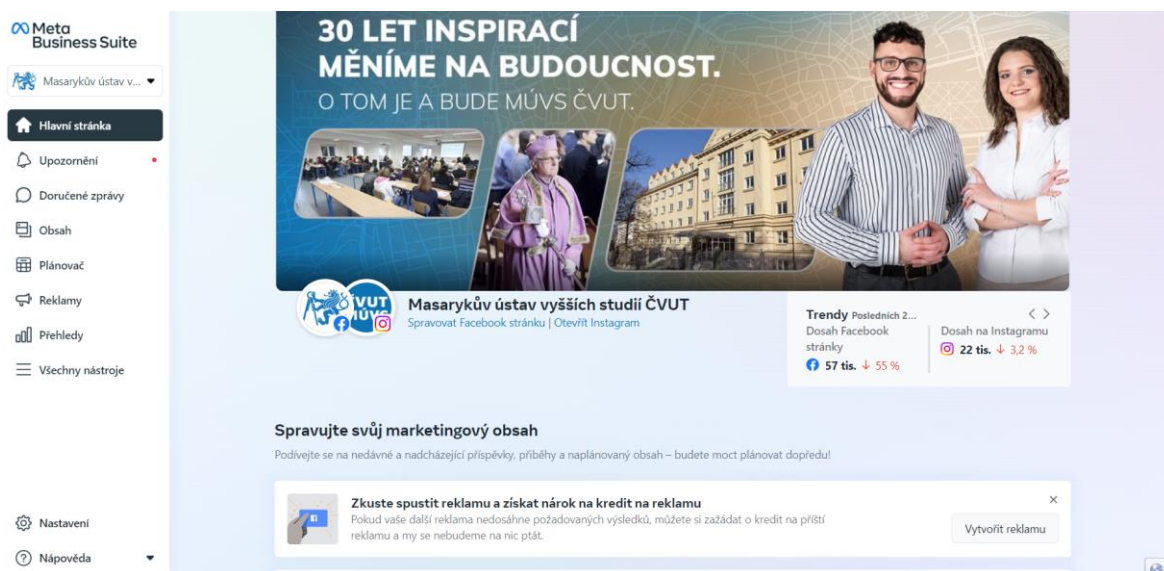 Meta
Business Suite
Masarykův ústav v...
Hlavní stránka
Upozornění
Doručené zprávy
Obsah
Plánovač
Reklamy
Přehledy
Všechny nástroje
Nastavení
Nápověda
30 LET INSPIRACÍ
MĚNÍME NA BUDOUCNOST.
O TOM JE A BUDE MÚVS ČVUT.
ČVUT
MÚVS
Masarykův ústav vyšších studií ČVUT
Spravovat Facebook stránku | Otevřít Instagram
Trendy Posledních 2...
Dosah Facebook
stránky
57 tis. ↓ 55 %
Dosah na Instagramu
22 tis. ↓ 3,2 %
Spravujte svůj marketingový obsah
Podívejte se na nedávné a nadcházející příspěvky, příběhy a naplánovaný obsah – budete moct plánovat dopředu!
Zkuste spustit reklamu a získat nárok na kredit na reklamu
Pokud vaše další reklama nedosáhne požadovaných výsledků, můžete si zažádat o kredit na příští
reklamu a my se nebudeme na nic ptát.
Vytvořit reklamu